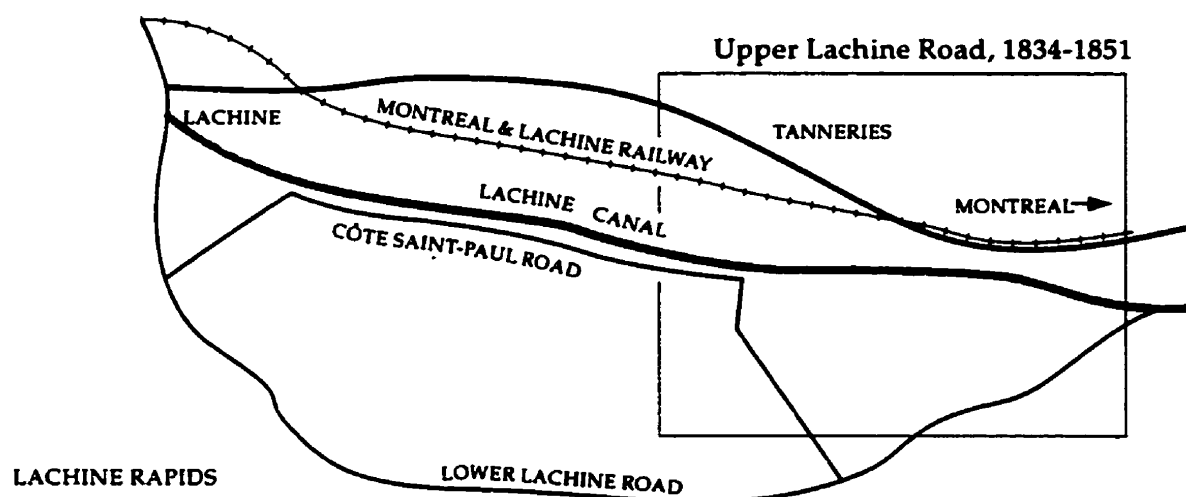 Upper Lachine Road, 1834-1851
LACHINE
MONTREAL & LACHINE RAILWAY
TANNERIES
LACHINE CANAL
MONTREAL
CÔTE SAINT-PAUL ROAD
LACHINE RAPIDS
LOWER LACHINE ROAD